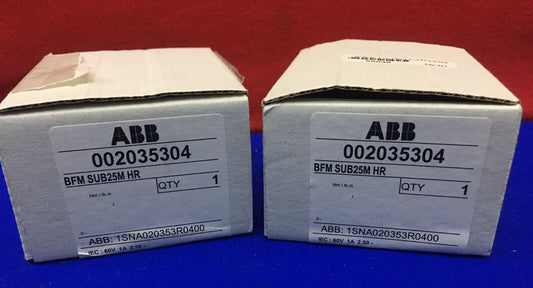 ABB
002035304
BFM SUB25M HR
QTY 1
Nm / lb.in
ABB: 1SNA020353R0400
IEC : 60V 1A 2,50 -
ABB
002035304
BFM SUB25M HR
QTY 1
Nm / lb.in
ABB: 1SNA020353R0400
IEC : 60V 1A 2,50 -